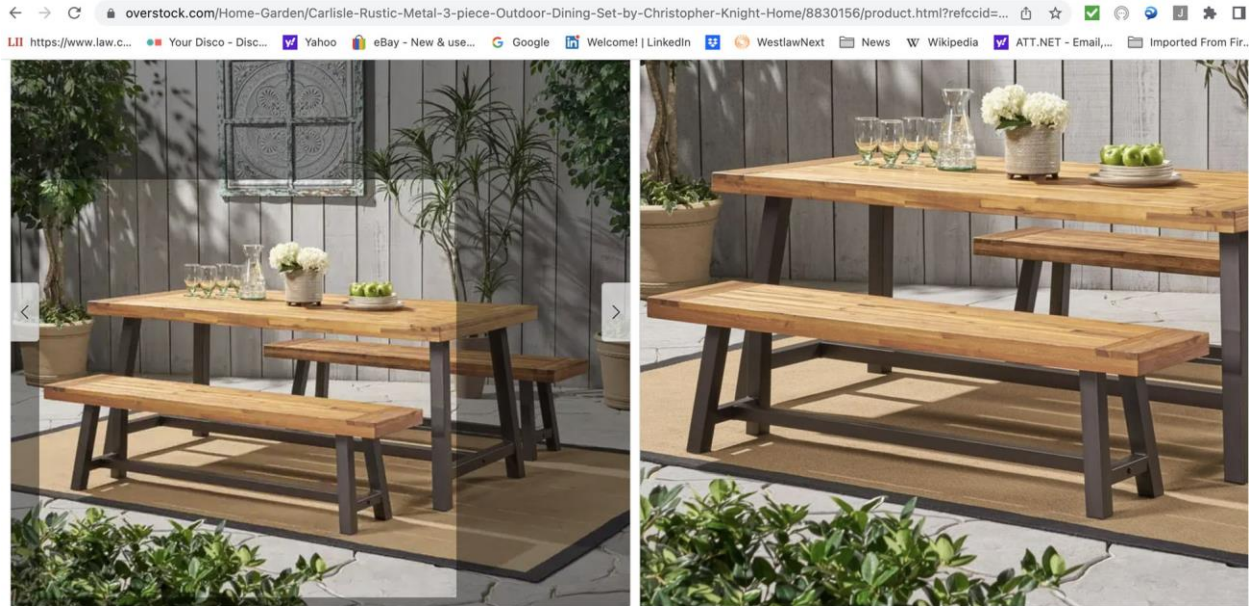 overstock.com/Home-Garden/Carlisle-Rustic-Metal-3-piece-Outdoor-Dining-Set-by-Christopher-Knight-Home/8830156/product.html?refccid=...
LII https://www.law.c... Your Disco - Disc... y! Yahoo eBay - New & use... G Google in Welcome! | LinkedIn WestlawNext News W Wikipedia y! ATT.NET - Email,... Imported From Fir...